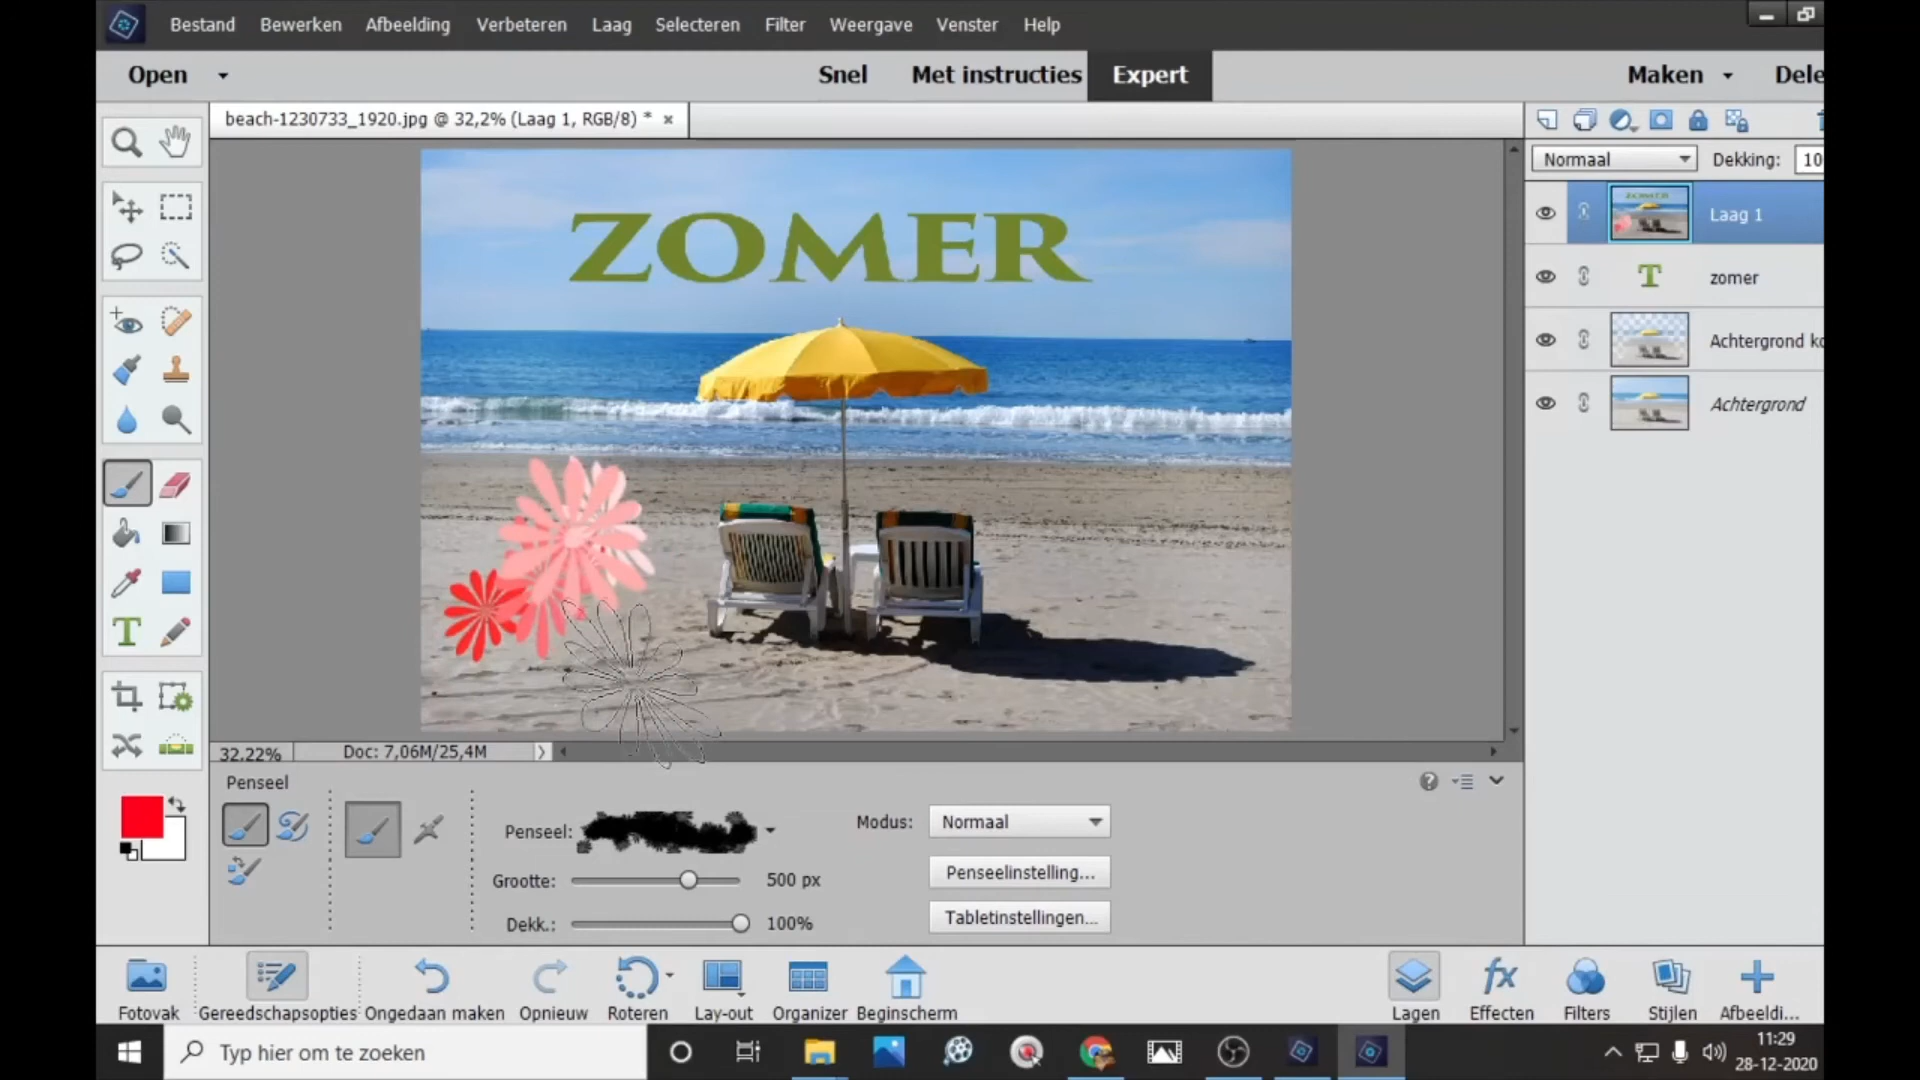 Bestand Bewerken Afbeelding Verbeteren Laag Selecteren Filter Weergave Venster Help
Open Snel Met instructies Expert Maken Dele
beach-1230733_1920.jpg @ 32,2% (Laag 1, RGB/8) *
Normaal Dekking: 10
ZOMER
Laag 1
T zomer
Achtergrond ko
Achtergrond
32.22% Doc: 7,06M/25,4M
Penseel
Penseel:
Modus: Normaal
Grootte: 500 px
Penseelinstelling...
Dekk.: 100%
Tabletinstellingen...
Fotovak Gereedschapsopties Ongedaan maken Opnieuw Roteren Lay-out Organizer Beginscherm Lagen Effecten Filters Stijlen Afbeeldi...
Typ hier om te zoeken
11:29
28-12-2020